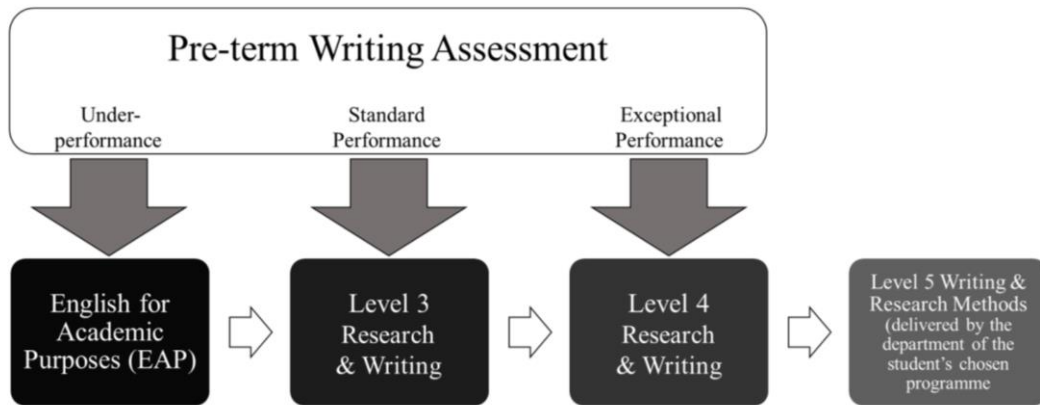 Pre-term Writing Assessment
Under-
performance
Standard
Performance
Exceptional
Performance
English for
Academic
Purposes (EAP)
Level 3
Research
& Writing
Level 4
Research
& Writing
Level 5 Writing &
Research Methods
(delivered by the
department of the
student's chosen
programme